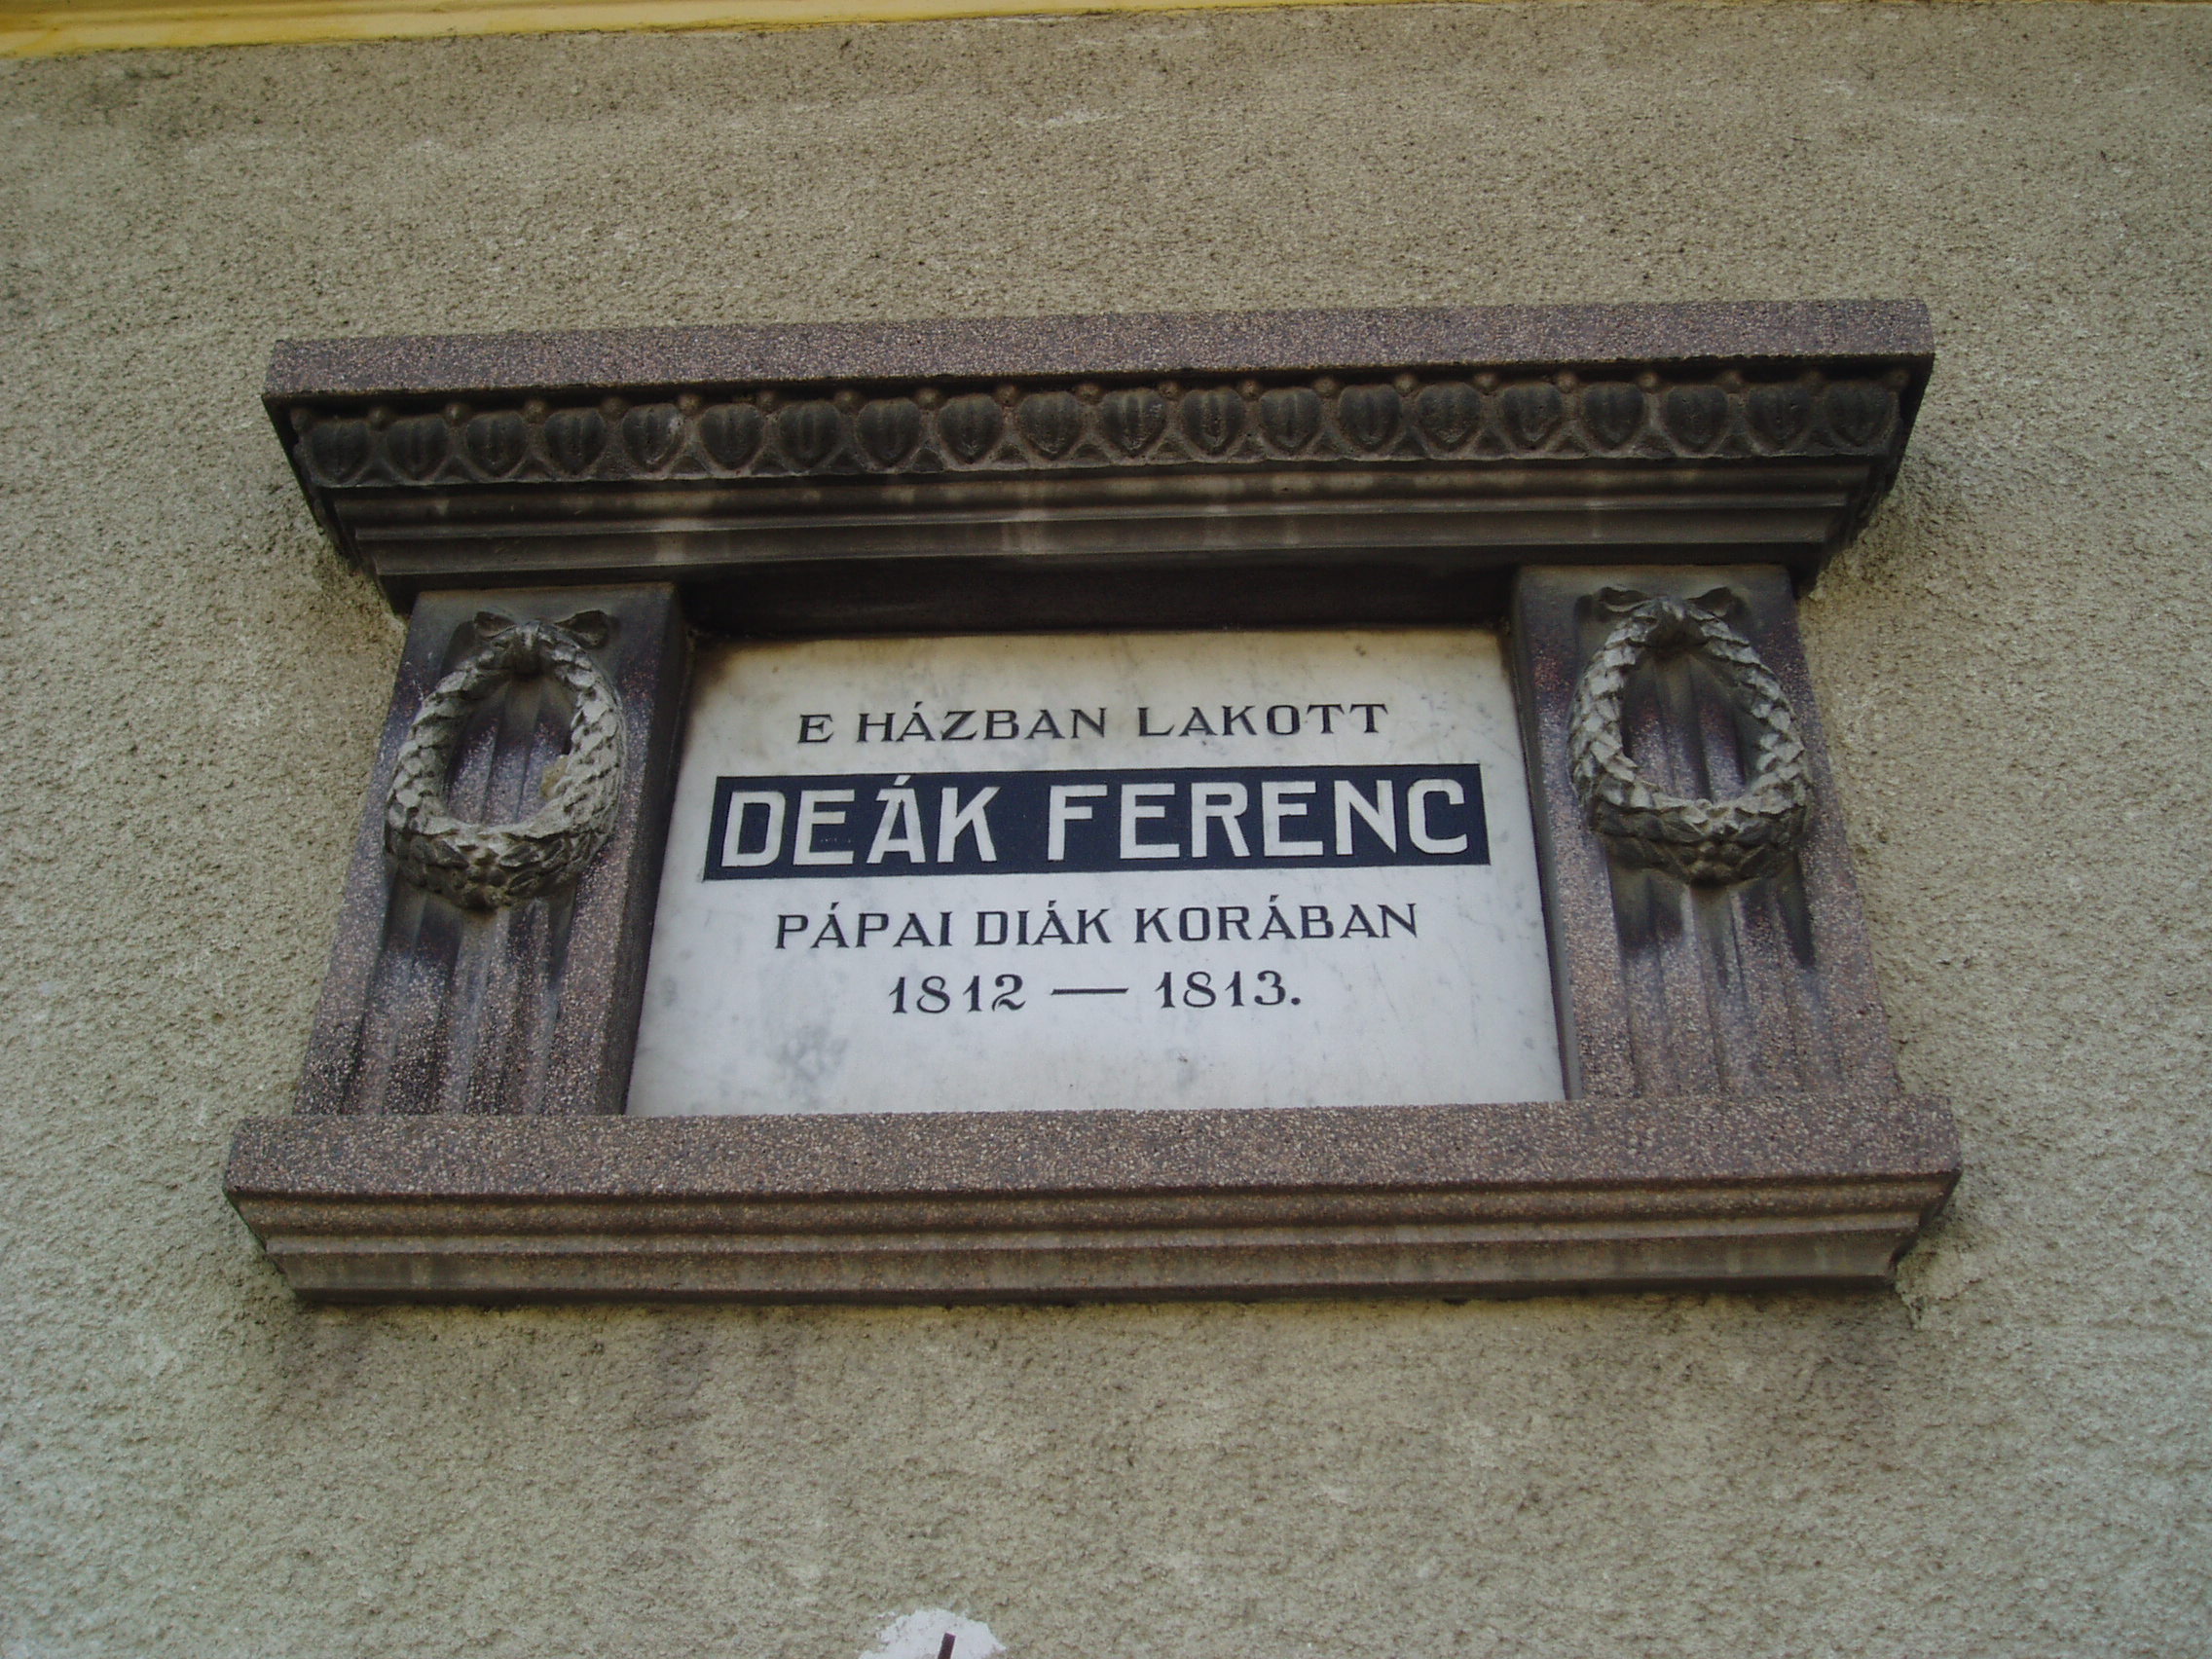 E HÁZBAN LAKOTT
DEÁK FERENC
PÁPAI DIÁK KORÁBAN
1812 — 1813.